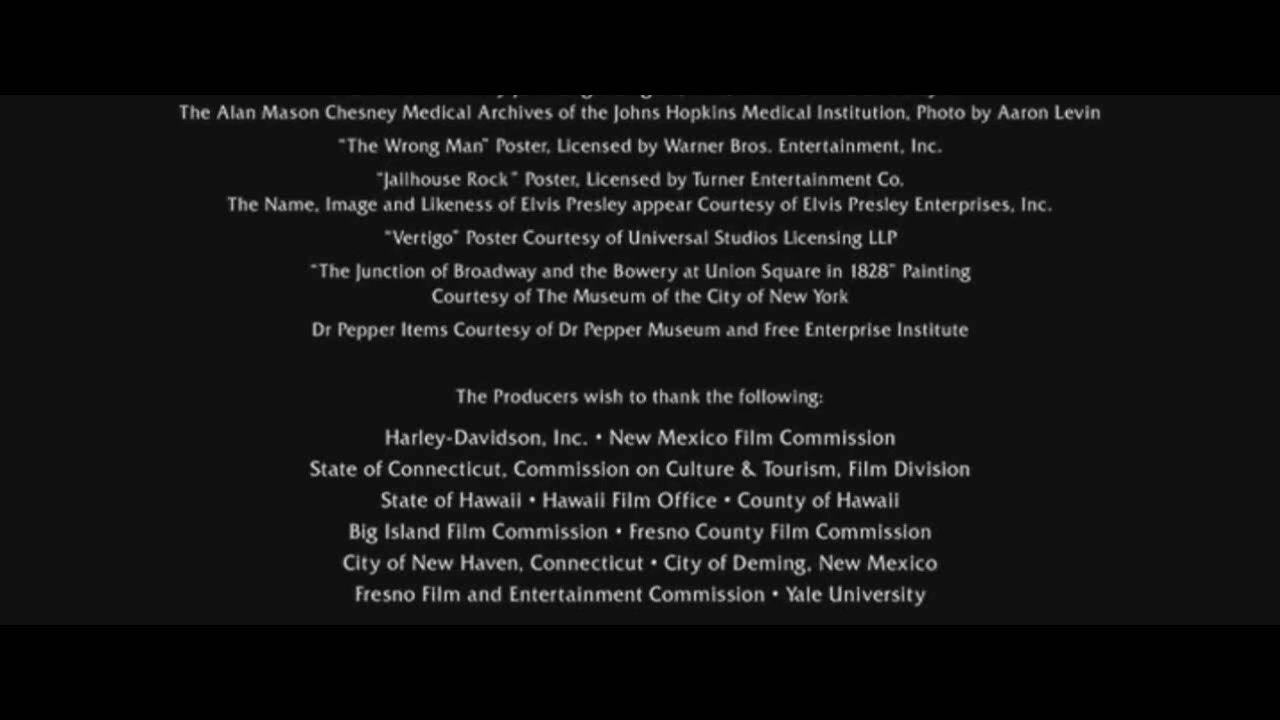 The Alan Mason Chesney Medical Archives of the Johns Hopkins Medical Institution, Photo by Aaron Levin
"The Wrong Man" Poster, Licensed by Warner Bros. Entertainment, Inc.
"Jailhouse Rock" Poster, Licensed by Turner Entertainment Co.
The Name, Image and Likeness of Elvis Presley appear Courtesy of Elvis Presley Enterprises, Inc.
"Vertigo" Poster Courtesy of Universal Studios Licensing LLP
"The Junction of Broadway and the Bowery at Union Square in 1828" Painting
Courtesy of The Museum of the City of New York
Dr Pepper Items Courtesy of Dr Pepper Museum and Free Enterprise Institute
The Producers wish to thank the following:
Harley-Davidson, Inc. • New Mexico Film Commission
State of Connecticut, Commission on Culture & Tourism, Film Division
State of Hawaii • Hawaii Film Office • County of Hawaii
Big Island Film Commission • Fresno County Film Commission
City of New Haven, Connecticut • City of Deming, New Mexico
Fresno Film and Entertainment Commission • Yale University